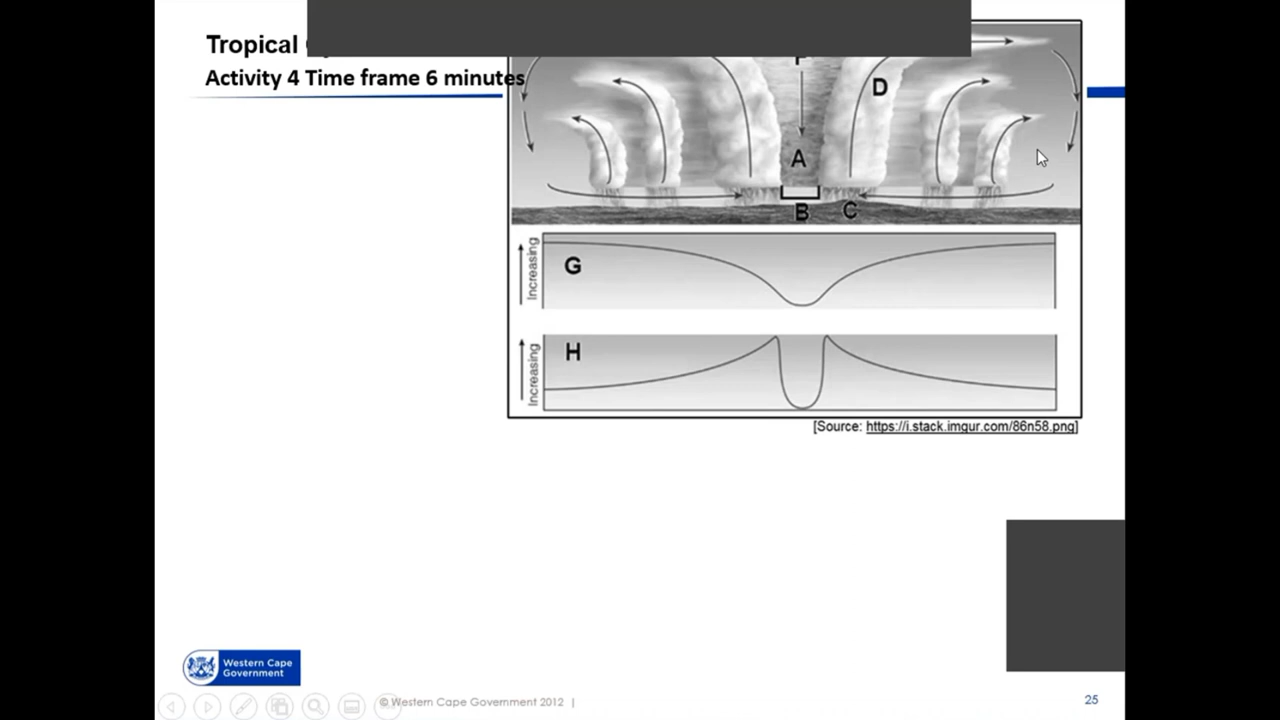 Tropical
Activity 4 Time frame 6 minutes
D
A
B
C
Increasing
G
Increasing
H
[Source: https://i.stack.imgur.com/86n58.png]
Western Cape
Government
© Western Cape Government 2012 |
25